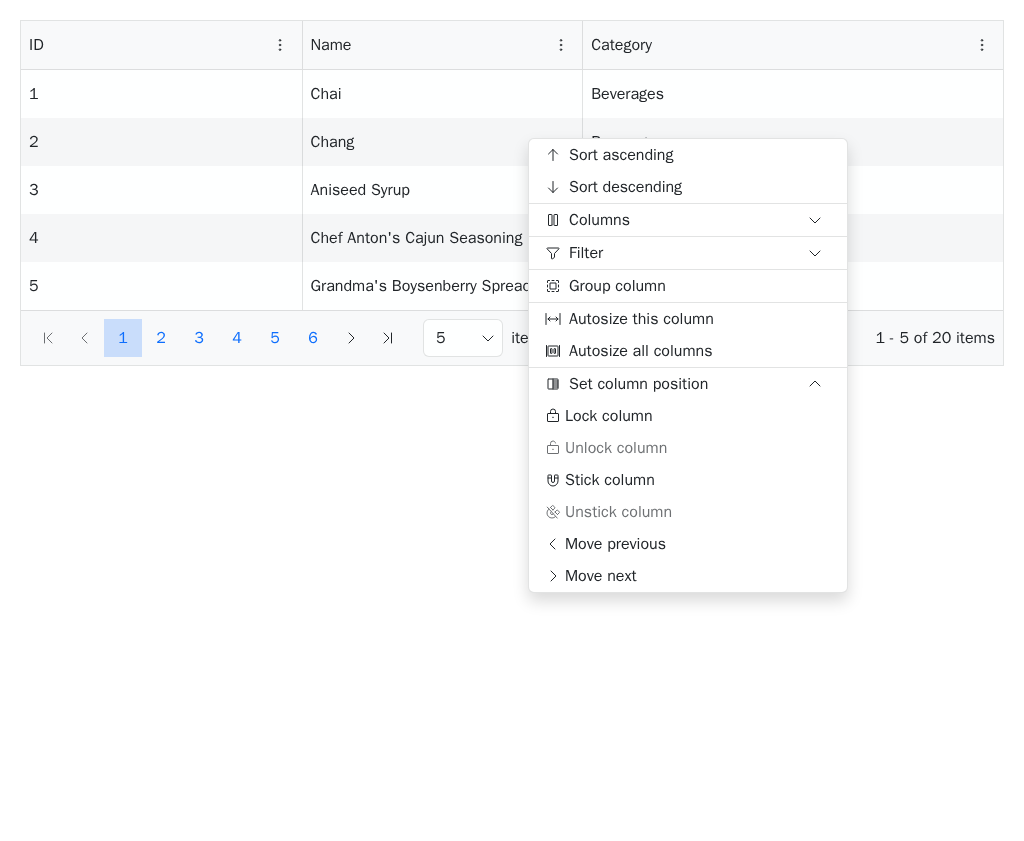 ID Name Category
1 Chai Beverages
2 Chang
3 Aniseed Syrup
4 Chef Anton's Cajun Seasoning
5 Grandma's Boysenberry Spread
1 2 3 4 5 6 5 1 - 5 of 20 items
Sort ascending
Sort descending
Columns
Filter
Group column
Autosize this column
Autosize all columns
Set column position
Lock column
Unlock column
Stick column
Unstick column
Move previous
Move next